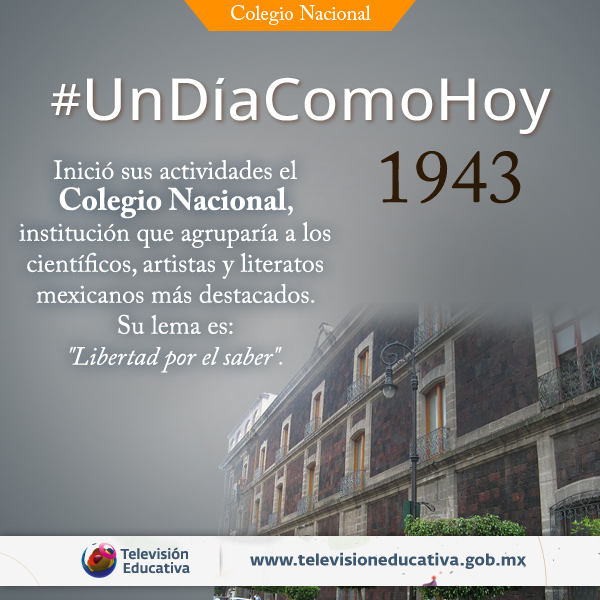 Colegio Nacional
#UnDíaComoHoy
1943
Inició sus actividades el
Colegio Nacional,
institución que agruparía a los
científicos, artistas y literatos
mexicanos más destacados.
Su lema es:
"Libertad por el saber".
Televisión
Educativa
www.televisioneducativa.gob.mx